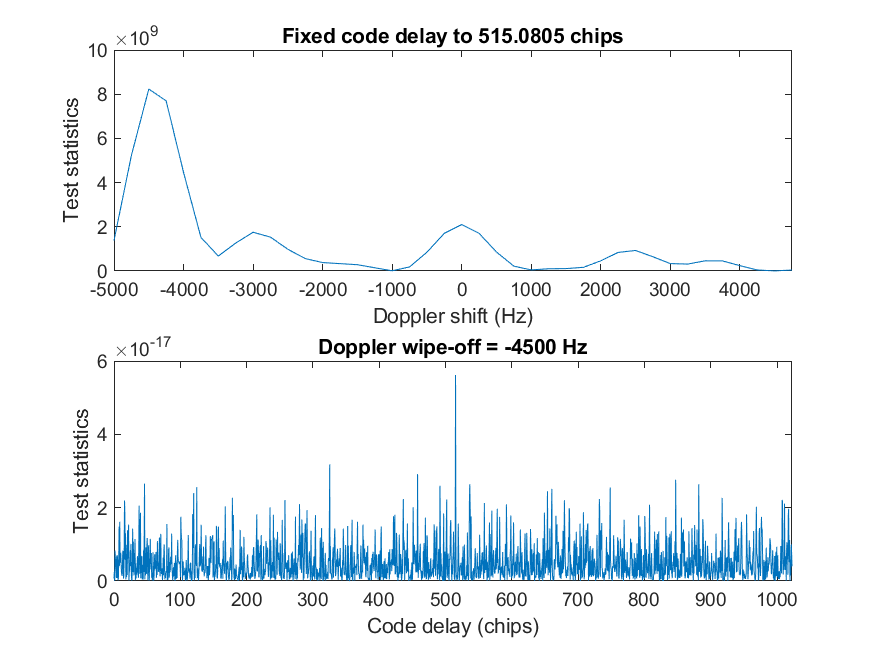 Fixed code delay to 515.0805 chips
×10^9
10
8
6
4
2
0
Test statistics
-5000 -4000 -3000 -2000 -1000 0 1000 2000 3000 4000
Doppler shift (Hz)
Doppler wipe-off = -4500 Hz
×10^-17
6
4
2
0
Test statistics
0 100 200 300 400 500 600 700 800 900 1000
Code delay (chips)